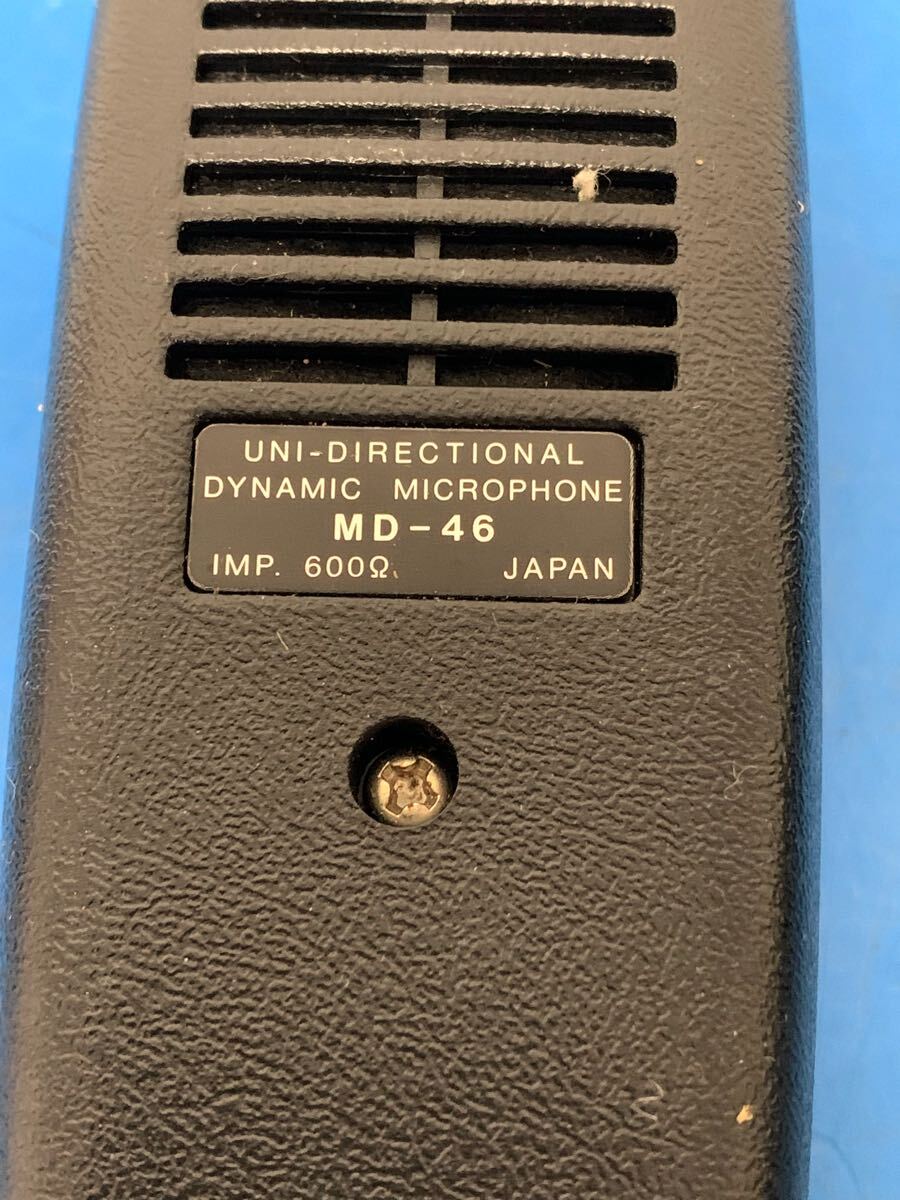 UNI-DIRECTIONAL
DYNAMIC MICROPHONE
MD-46
IMP. 600Ω JAPAN